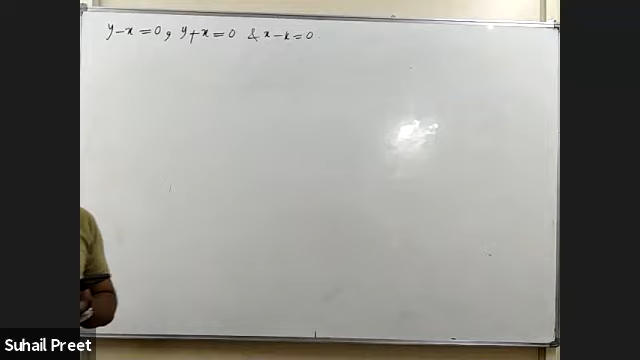 y-x=0, y+x=0 & x-k=0.
Suhail Preet